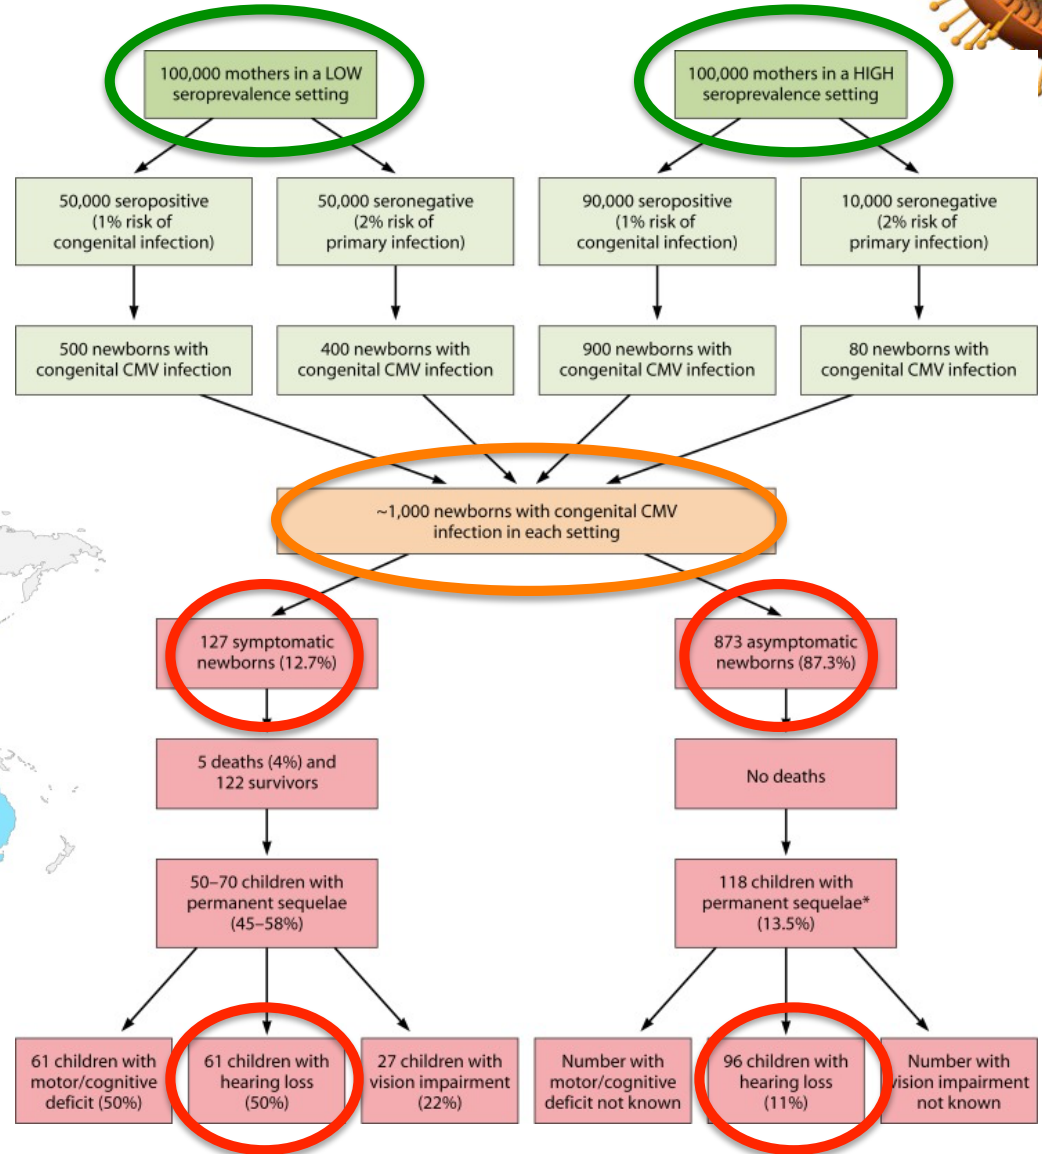 100,000 mothers in a LOW
seroprevalence setting
100,000 mothers in a HIGH
seroprevalence setting
50,000 seropositive
(1% risk of
congenital infection)
50,000 seronegative
(2% risk of
primary infection)
90,000 seropositive
(1% risk of
congenital infection)
10,000 seronegative
(2% risk of
primary infection)
500 newborns with
congenital CMV infection
400 newborns with
congenital CMV infection
900 newborns with
congenital CMV infection
80 newborns with
congenital CMV infection
~1,000 newborns with congenital CMV
infection in each setting
127 symptomatic
newborns (12.7%)
873 asymptomatic
newborns (87.3%)
5 deaths (4%) and
122 survivors
No deaths
50–70 children with
permanent sequelae
(45–58%)
118 children with
permanent sequelae*
(13.5%)
61 children with
motor/cognitive
deficit (50%)
61 children with
hearing loss
(50%)
27 children with
vision impairment
(22%)
Number with
motor/cognitive
deficit not known
96 children with
hearing loss
(11%)
Number with
vision impairment
not known